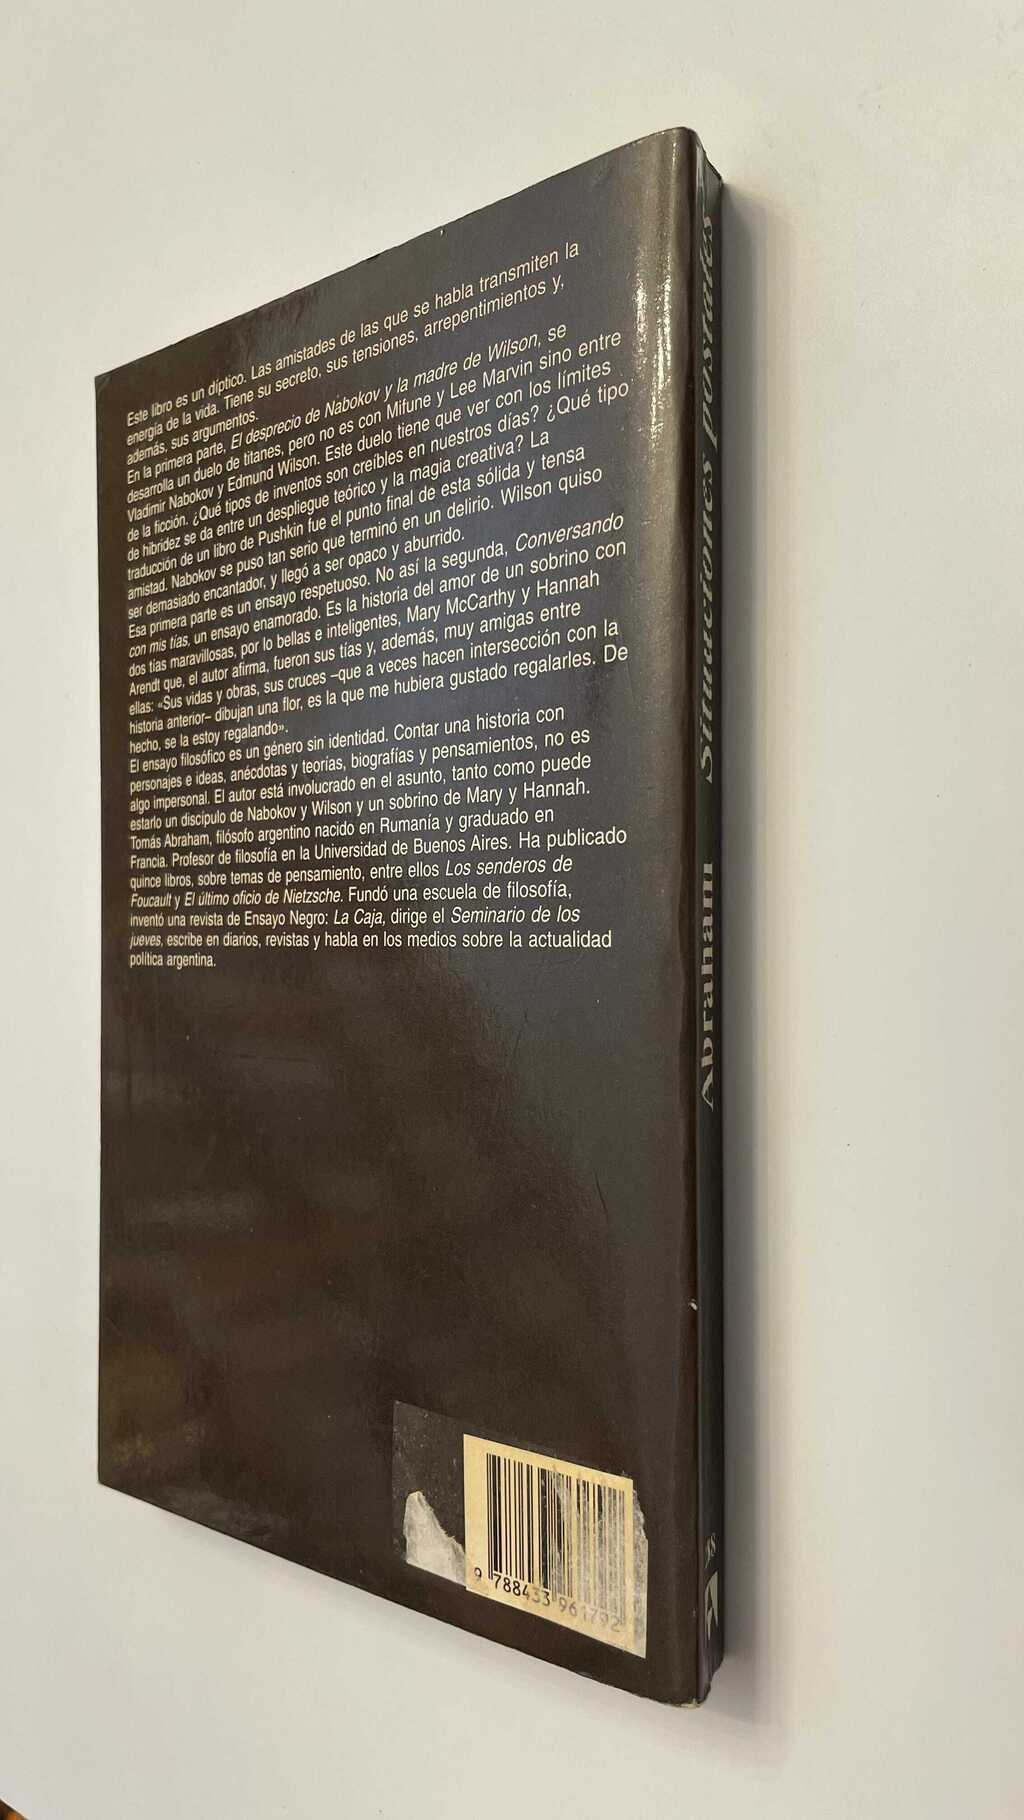 Este libro es un díptico. Las amistades de las que se habla transmiten la
energía de la vida. Tiene su secreto, sus tensiones, arrepentimientos y,
además, sus argumentos.
En la primera parte, El desprecio de Nabokov y la madre de Wilson, se
desarrolla un duelo de titanes, pero no es con Mifune y Lee Marvin sino entre
Vladimir Nabokov y Edmund Wilson. Este duelo tiene que ver con los límites
de la ficción. ¿Qué tipos de inventos son creíbles en nuestros días? ¿Qué tipo
de hibridez se da entre un despliegue teórico y la magia creativa? La
traducción de un libro de Pushkin fue el punto final de esta sólida y tensa
amistad. Nabokov se puso tan serio que terminó en un delirio. Wilson quiso
ser demasiado encantador, y llegó a ser opaco y aburrido.
Esa primera parte es un ensayo respetuoso. No así la segunda, Conversando
con mis tías, un ensayo enamorado. Es la historia del amor de un sobrino con
dos tías maravillosas, por lo bellas e inteligentes, Mary McCarthy y Hannah
Arendt que, el autor afirma, fueron sus tías y, además, muy amigas entre
ellas: «Sus vidas y obras, sus cruces –que a veces hacen intersección con la
historia anterior– dibujan una flor, es la que me hubiera gustado regalarles. De
hecho, se la estoy regalando».
El ensayo filosófico es un género sin identidad. Contar una historia con
personajes e ideas, anécdotas y teorías, biografías y pensamientos, no es
algo impersonal. El autor está involucrado en el asunto, tanto como puede
estarlo un discípulo de Nabokov y Wilson y un sobrino de Mary y Hannah.
Tomás Abraham, filósofo argentino nacido en Rumanía y graduado en
Francia. Profesor de filosofía en la Universidad de Buenos Aires. Ha publicado
quince libros, sobre temas de pensamiento, entre ellos Los senderos de
Foucault y El último oficio de Nietzsche. Fundó una escuela de filosofía,
inventó una revista de Ensayo Negro: La Caja, dirige el Seminario de los
jueves, escribe en diarios, revistas y habla en los medios sobre la actualidad
política argentina.
Abraham Situaciones postales
9 788433 961792